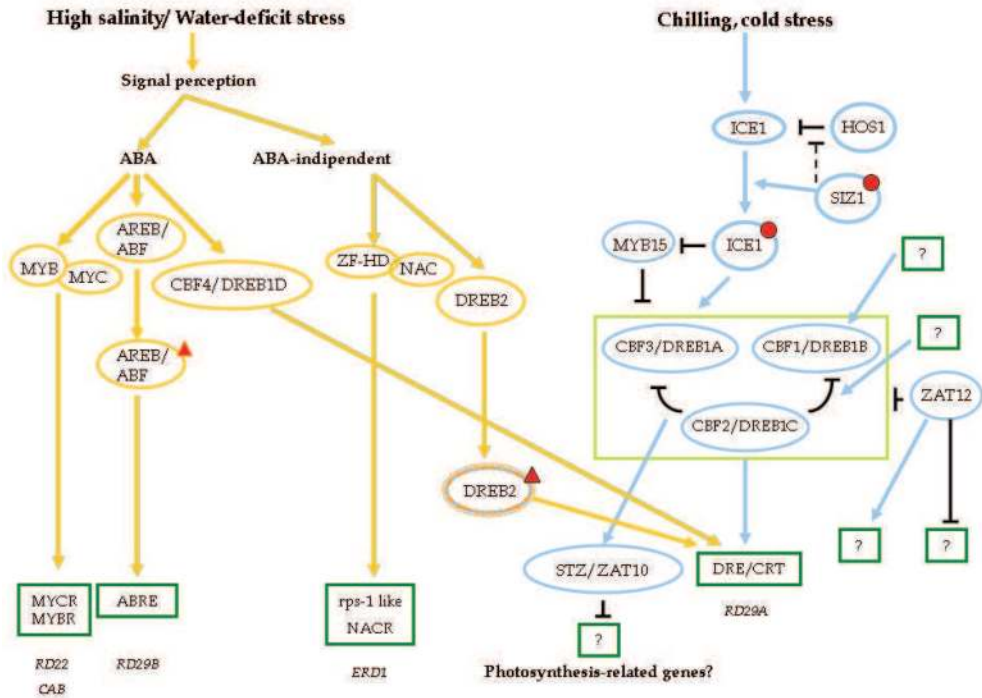 High salinity/ Water-deficit stress
Chilling, cold stress
Signal perception
ICE1
HOS1
ABA
ABA-indipendent
SIZ1
AREB/
ABF
MYB15
ICE1
MYB
MYC
ZF-HD
NAC
?
CBF4/DREB1D
DREB2
?
CBF3/DREB1A
CBF1/DREB1B
AREB/
ABF
ZAT12
CBF2/DREB1C
DREB2
?
?
STZ/ZAT10
DRE/CRT
MYCR
MYBR
ABRE
rps-1 like
NACR
RD29A
?
RD22
RD29B
ERD1
Photosynthesis-related genes?
CAB